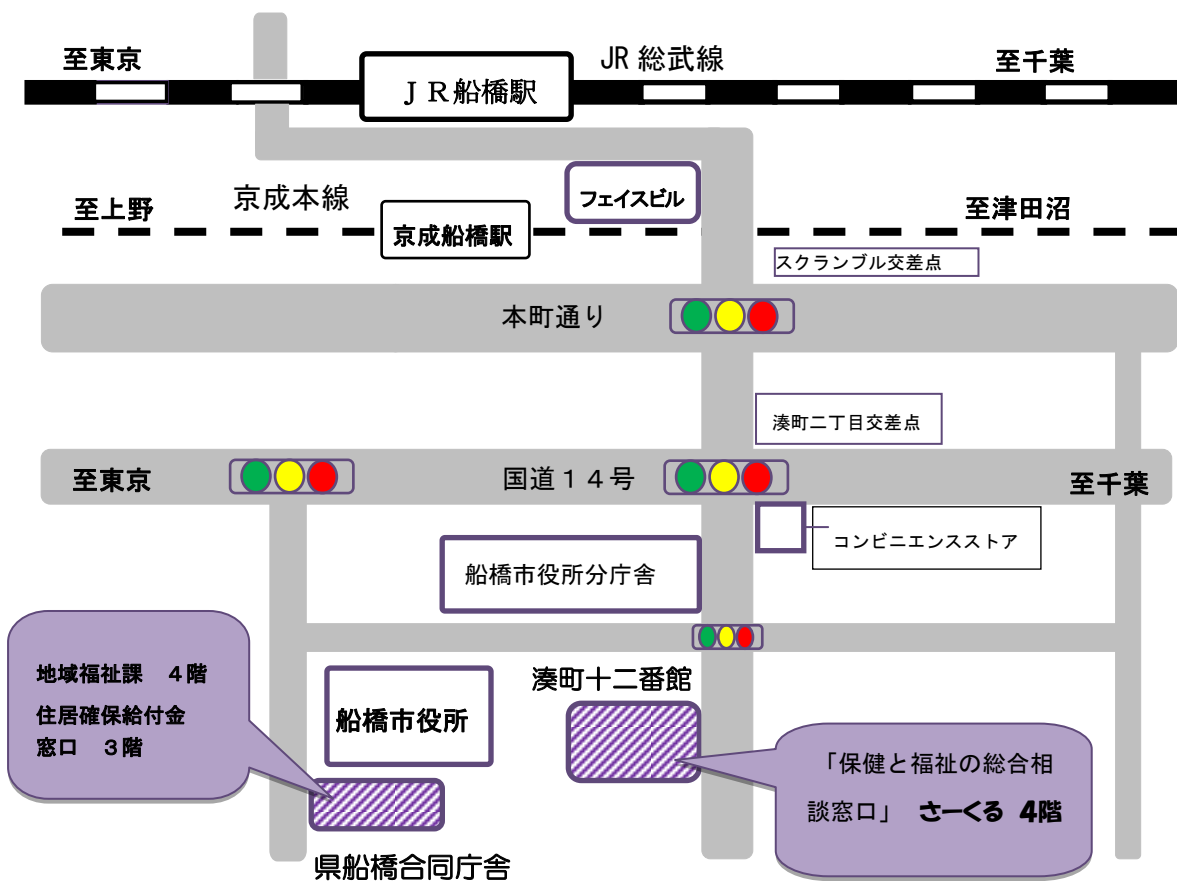 至東京
JR 総武線
至千葉
ＪＲ船橋駅
フェイスビル
京成本線
至上野
至津田沼
京成船橋駅
スクランブル交差点
本町通り
湊町二丁目交差点
至東京
国道１４号
至千葉
コンビニエンスストア
船橋市役所分庁舎
地域福祉課　４階
住居確保給付金
窓口　３階
湊町十二番館
船橋市役所
「保健と福祉の総合相
談窓口」　さーくる　4階
県船橋合同庁舎